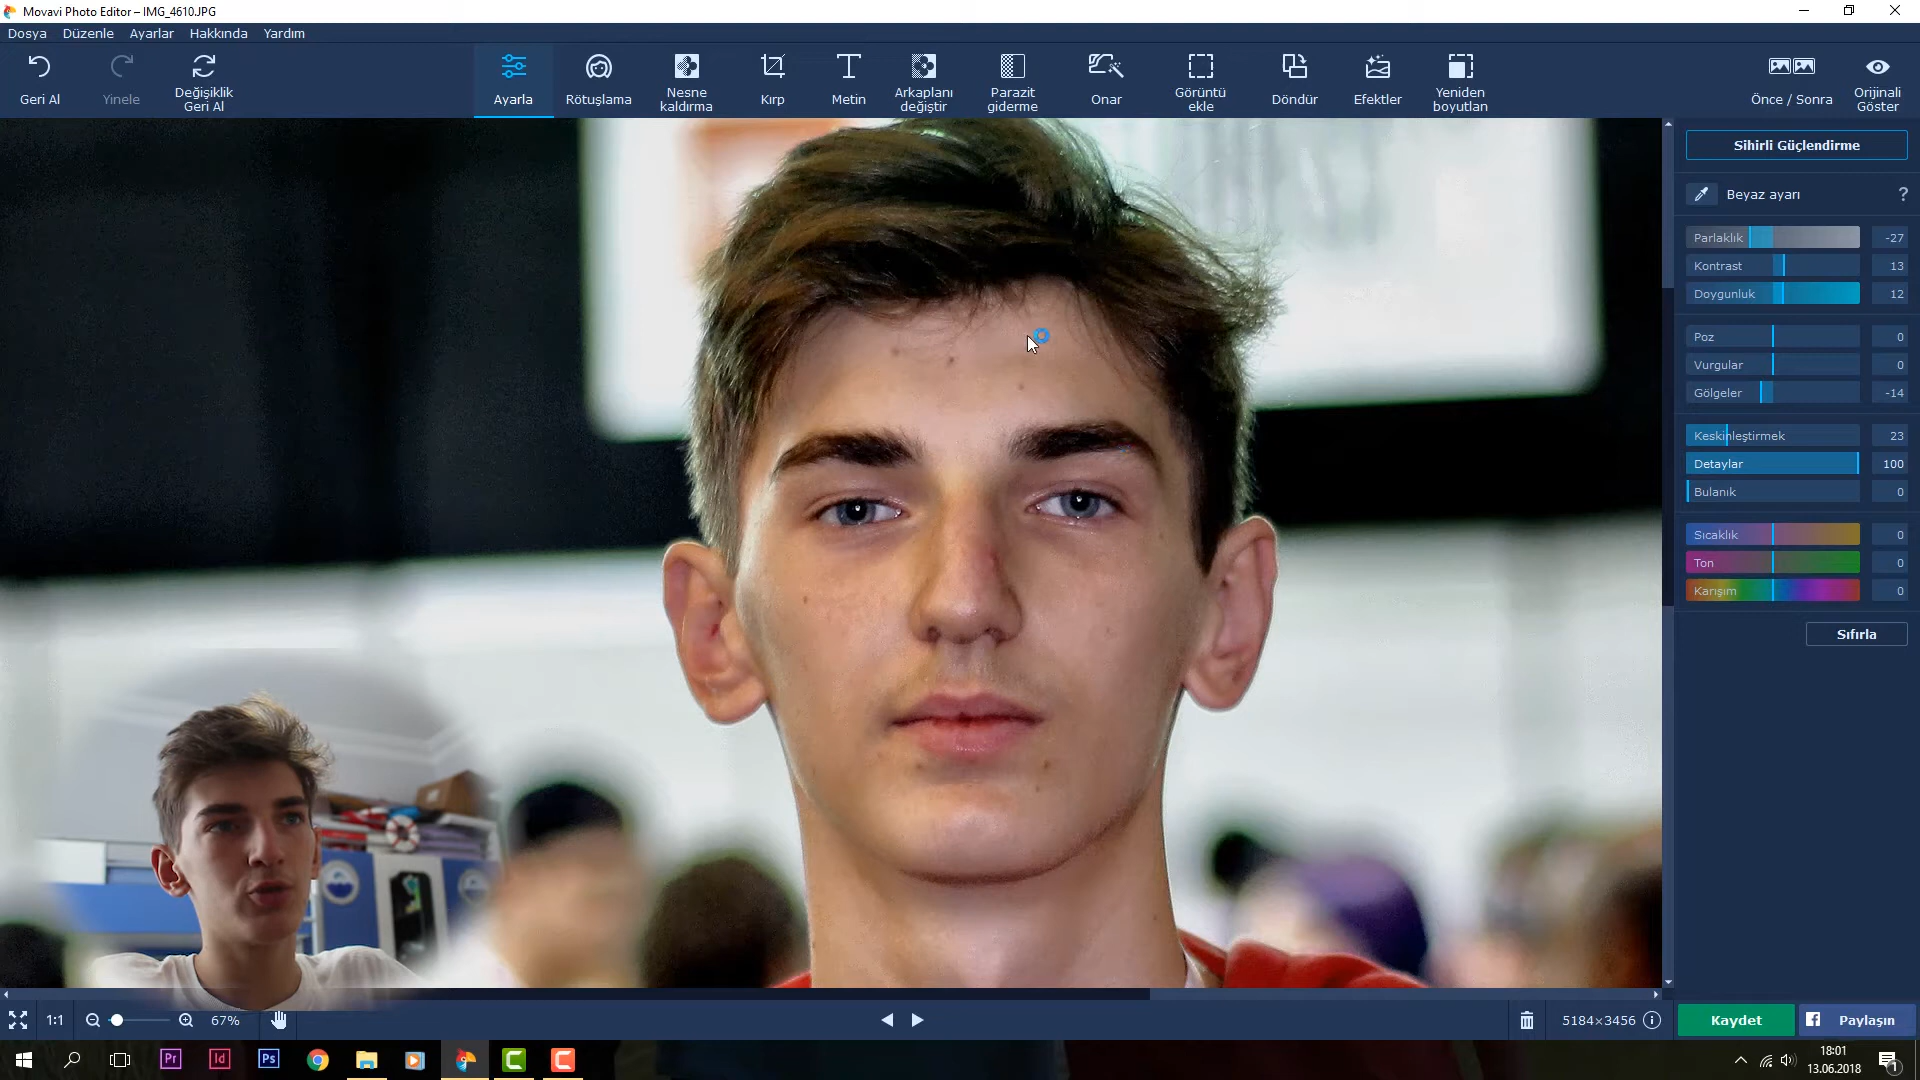 Movavi Photo Editor – IMG_4610.JPG
Dosya Düzenle Ayarlar Hakkında Yardım
Geri Al
Yinele
Değişiklik
Geri Al
Ayarla
Rötuşlama
Nesne
kaldırma
Kırp
Metin
Arkaplanı
değiştir
Parazit
giderme
Onar
Görüntü
ekle
Döndür
Efektler
Yeniden
boyutlan
Önce / Sonra
Orijinali
Göster
Sihirli Güçlendirme
Beyaz ayarı ?
Parlaklık -27
Kontrast 13
Doygunluk 12
Poz 0
Vurgular 0
Gölgeler -14
Keskinleştirmek 23
Detaylar 100
Bulanık 0
Sıcaklık 0
Ton 0
Karışım 0
Sıfırla
1:1 67% 5184×3456 Kaydet Paylaşın
Pr Id Ps
18:01
13.06.2018
1